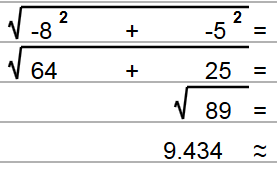 √-8² + -5² =
√64 + 25 =
√89 =
9.434 ≈